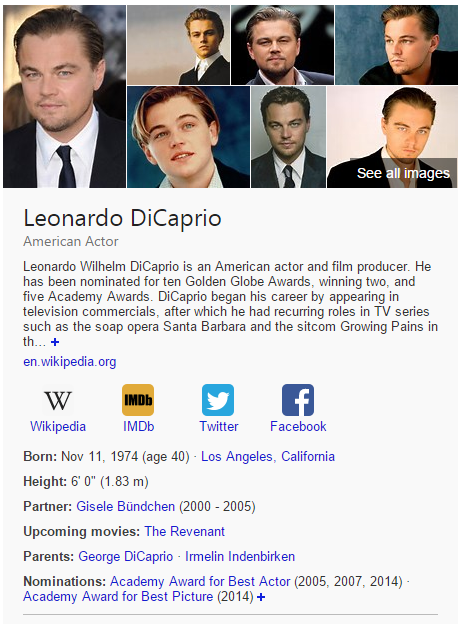 See all images
Leonardo DiCaprio
American Actor
Leonardo Wilhelm DiCaprio is an American actor and film producer. He
has been nominated for ten Golden Globe Awards, winning two, and
five Academy Awards. DiCaprio began his career by appearing in
television commercials, after which he had recurring roles in TV series
such as the soap opera Santa Barbara and the sitcom Growing Pains in
th... +
en.wikipedia.org
W IMDb f
Wikipedia IMDb Twitter Facebook
Born: Nov 11, 1974 (age 40) · Los Angeles, California
Height: 6' 0" (1.83 m)
Partner: Gisele Bündchen (2000 - 2005)
Upcoming movies: The Revenant
Parents: George DiCaprio · Irmelin Indenbirken
Nominations: Academy Award for Best Actor (2005, 2007, 2014) ·
Academy Award for Best Picture (2014) +